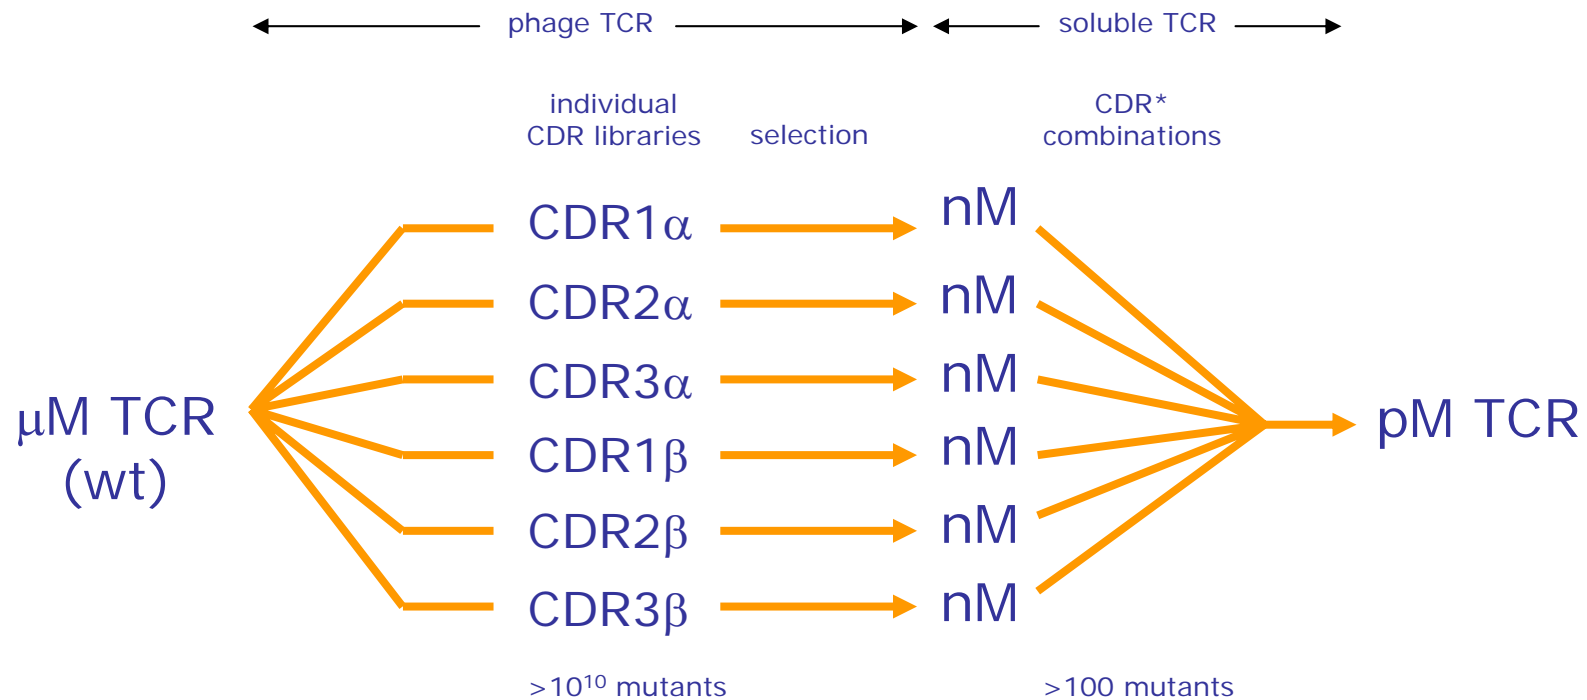 phage TCR
soluble TCR
individual
CDR libraries
selection
CDR*
combinations
CDR1α
nM
CDR2α
nM
CDR3α
nM
μM TCR
(wt)
CDR1β
nM
pM TCR
CDR2β
nM
CDR3β
nM
>10¹⁰ mutants
>100 mutants